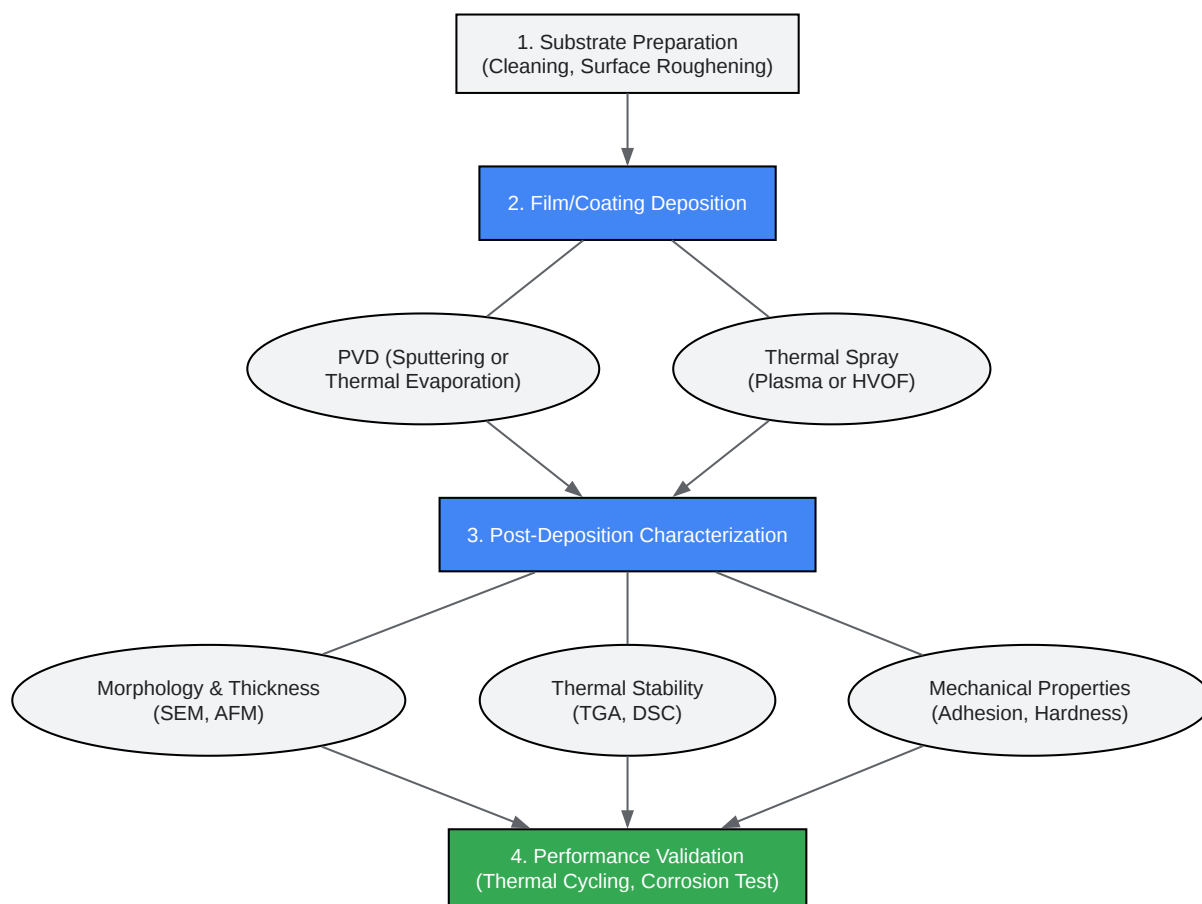 1. Substrate Preparation
(Cleaning, Surface Roughening)
2. Film/Coating Deposition
PVD (Sputtering or
Thermal Evaporation)
Thermal Spray
(Plasma or HVOF)
3. Post-Deposition Characterization
Morphology & Thickness
(SEM, AFM)
Thermal Stability
(TGA, DSC)
Mechanical Properties
(Adhesion, Hardness)
4. Performance Validation
(Thermal Cycling, Corrosion Test)